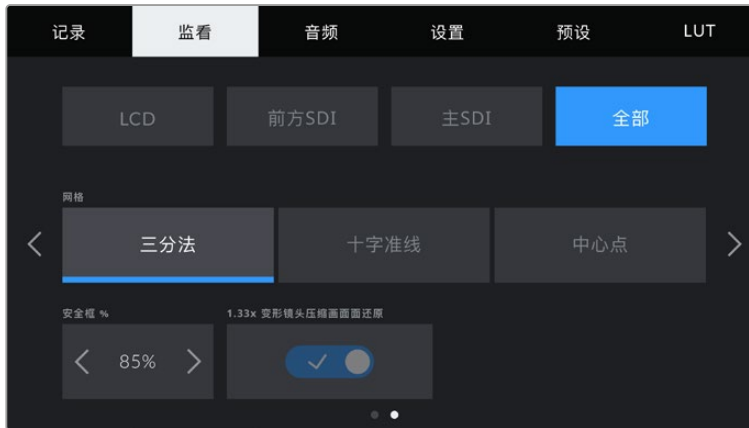 记录 监看 音频 设置 预设 LUT
LCD 前方SDI 主SDI 全部
网格
三分法 十字准线 中心点
安全框 % 1.33x 变形镜头压缩画面面还原
85%